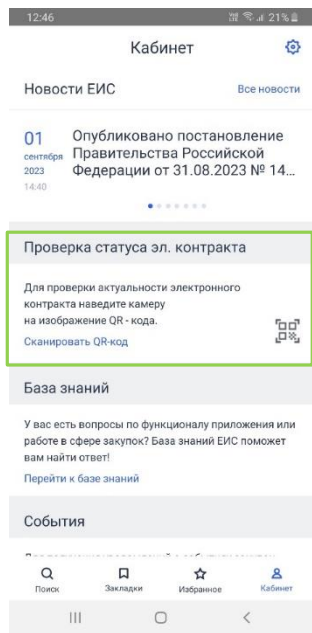 12:46
21%
Кабинет
Новости ЕИС
Все новости
01
сентября
2023
14:40
Опубликовано постановление
Правительства Российской
Федерации от 31.08.2023 № 14...
Проверка статуса эл. контракта
Для проверки актуальности электронного
контракта наведите камеру
на изображение QR - кода.
Сканировать QR-код
База знаний
У вас есть вопросы по функционалу приложения или
работе в сфере закупок? База знаний ЕИС поможет
вам найти ответ!
Перейти к базе знаний
События
Поиск
Закладки
Избранное
Кабинет